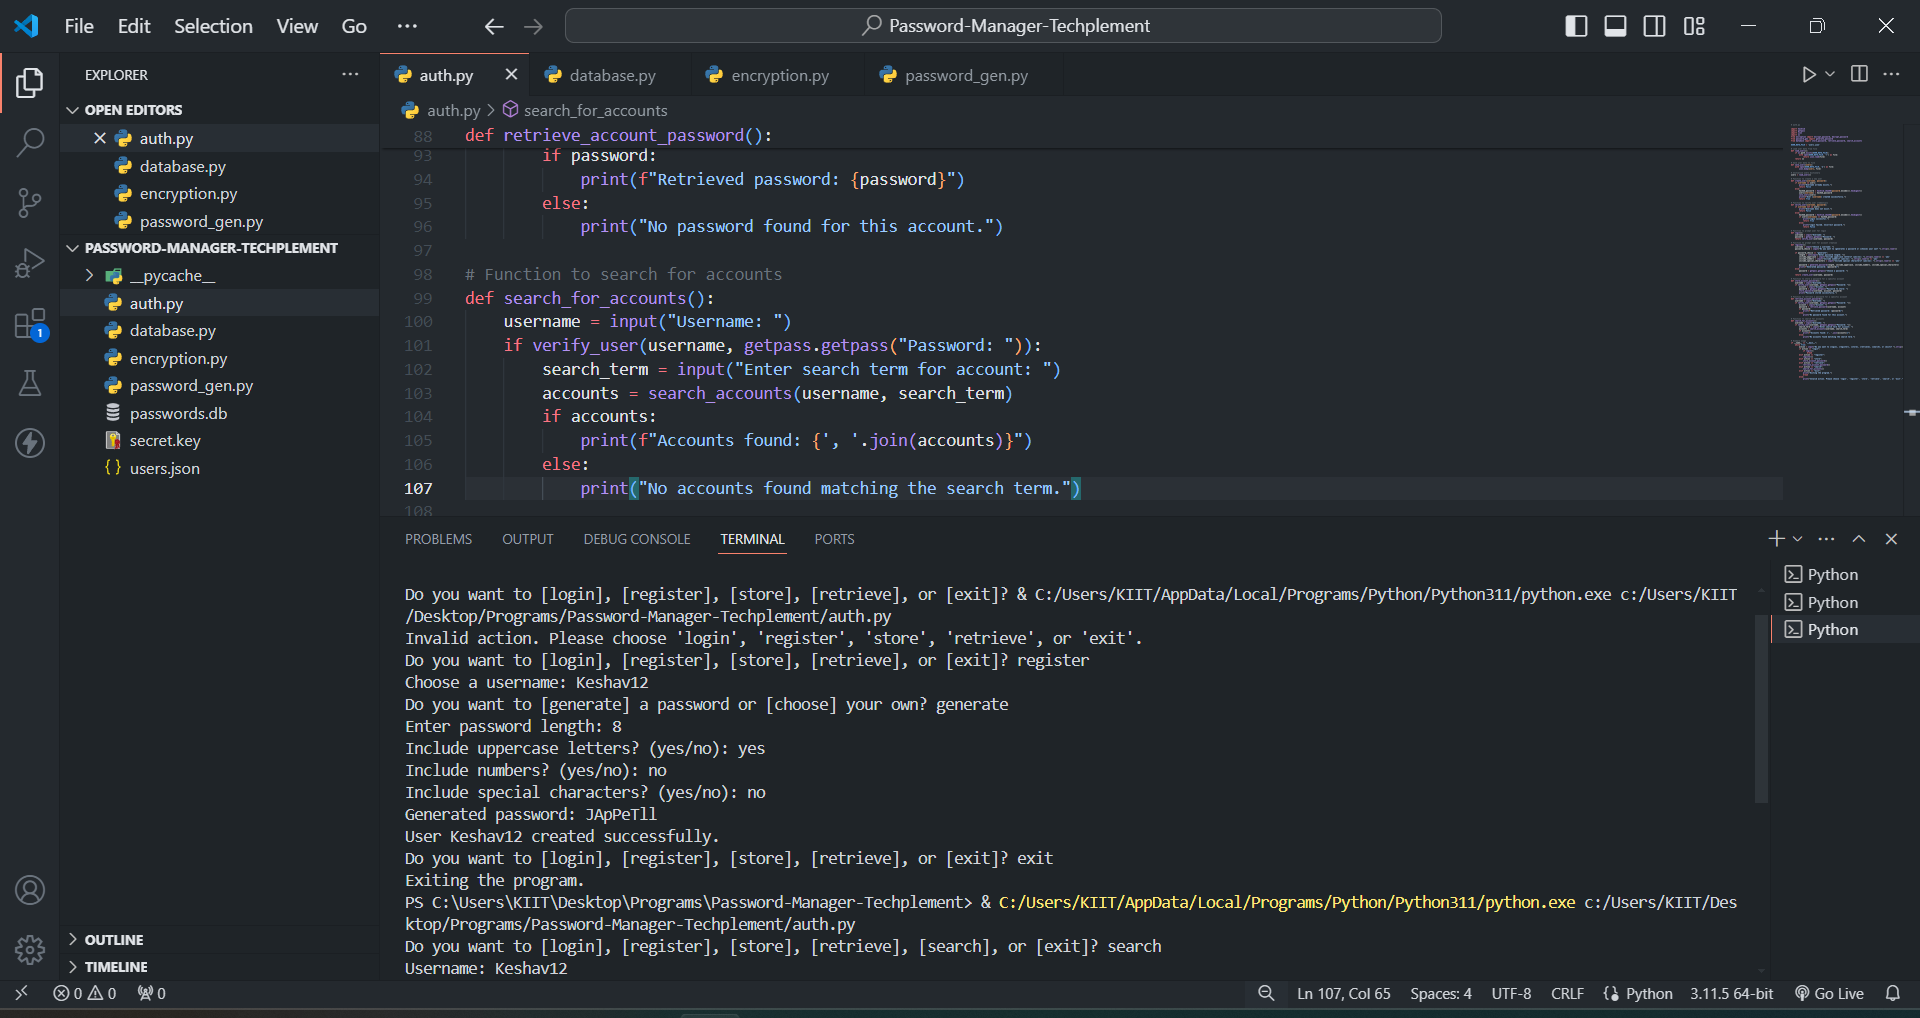 File Edit Selection View Go ··· Password-Manager-Techplement
EXPLORER
OPEN EDITORS
auth.py
database.py
encryption.py
password_gen.py
PASSWORD-MANAGER-TECHPLEMENT
__pycache__
auth.py
database.py
encryption.py
password_gen.py
passwords.db
secret.key
users.json
OUTLINE
TIMELINE
1
auth.py database.py encryption.py password_gen.py
auth.py > search_for_accounts
88 def retrieve_account_password():
93 if password:
94 print(f"Retrieved password: {password}")
95 else:
96 print("No password found for this account.")
97
98 # Function to search for accounts
99 def search_for_accounts():
100 username = input("Username: ")
101 if verify_user(username, getpass.getpass("Password: ")):
102 search_term = input("Enter search term for account: ")
103 accounts = search_accounts(username, search_term)
104 if accounts:
105 print(f"Accounts found: {', '.join(accounts)}")
106 else:
107 print("No accounts found matching the search term.")
108
PROBLEMS OUTPUT DEBUG CONSOLE TERMINAL PORTS
Do you want to [login], [register], [store], [retrieve], or [exit]? & C:/Users/KIIT/AppData/Local/Programs/Python/Python311/python.exe c:/Users/KIIT
/Desktop/Programs/Password-Manager-Techplement/auth.py
Invalid action. Please choose 'login', 'register', 'store', 'retrieve', or 'exit'.
Do you want to [login], [register], [store], [retrieve], or [exit]? register
Choose a username: Keshav12
Do you want to [generate] a password or [choose] your own? generate
Enter password length: 8
Include uppercase letters? (yes/no): yes
Include numbers? (yes/no): no
Include special characters? (yes/no): no
Generated password: JApPeTll
User Keshav12 created successfully.
Do you want to [login], [register], [store], [retrieve], or [exit]? exit
Exiting the program.
PS C:\Users\KIIT\Desktop\Programs\Password-Manager-Techplement> & C:/Users/KIIT/AppData/Local/Programs/Python/Python311/python.exe c:/Users/KIIT/Des
ktop/Programs/Password-Manager-Techplement/auth.py
Do you want to [login], [register], [store], [retrieve], [search], or [exit]? search
Username: Keshav12
Python
Python
Python
0 0 0 Ln 107, Col 65 Spaces: 4 UTF-8 CRLF Python 3.11.5 64-bit Go Live